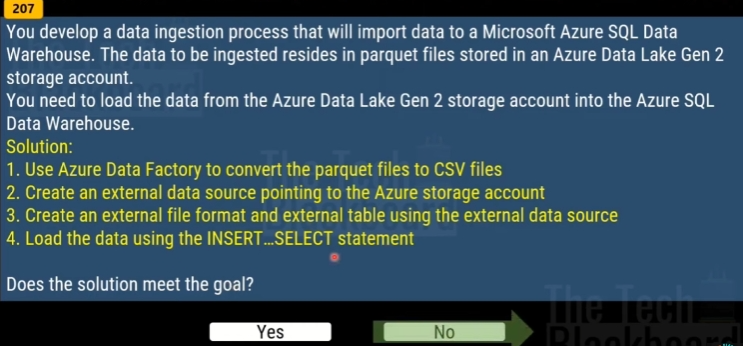 207
You develop a data ingestion process that will import data to a Microsoft Azure SQL Data
Warehouse. The data to be ingested resides in parquet files stored in an Azure Data Lake Gen 2
storage account.
You need to load the data from the Azure Data Lake Gen 2 storage account into the Azure SQL
Data Warehouse.
Solution:
1. Use Azure Data Factory to convert the parquet files to CSV files
2. Create an external data source pointing to the Azure storage account
3. Create an external file format and external table using the external data source
4. Load the data using the INSERT...SELECT statement
Does the solution meet the goal?
Yes
No
The Tech